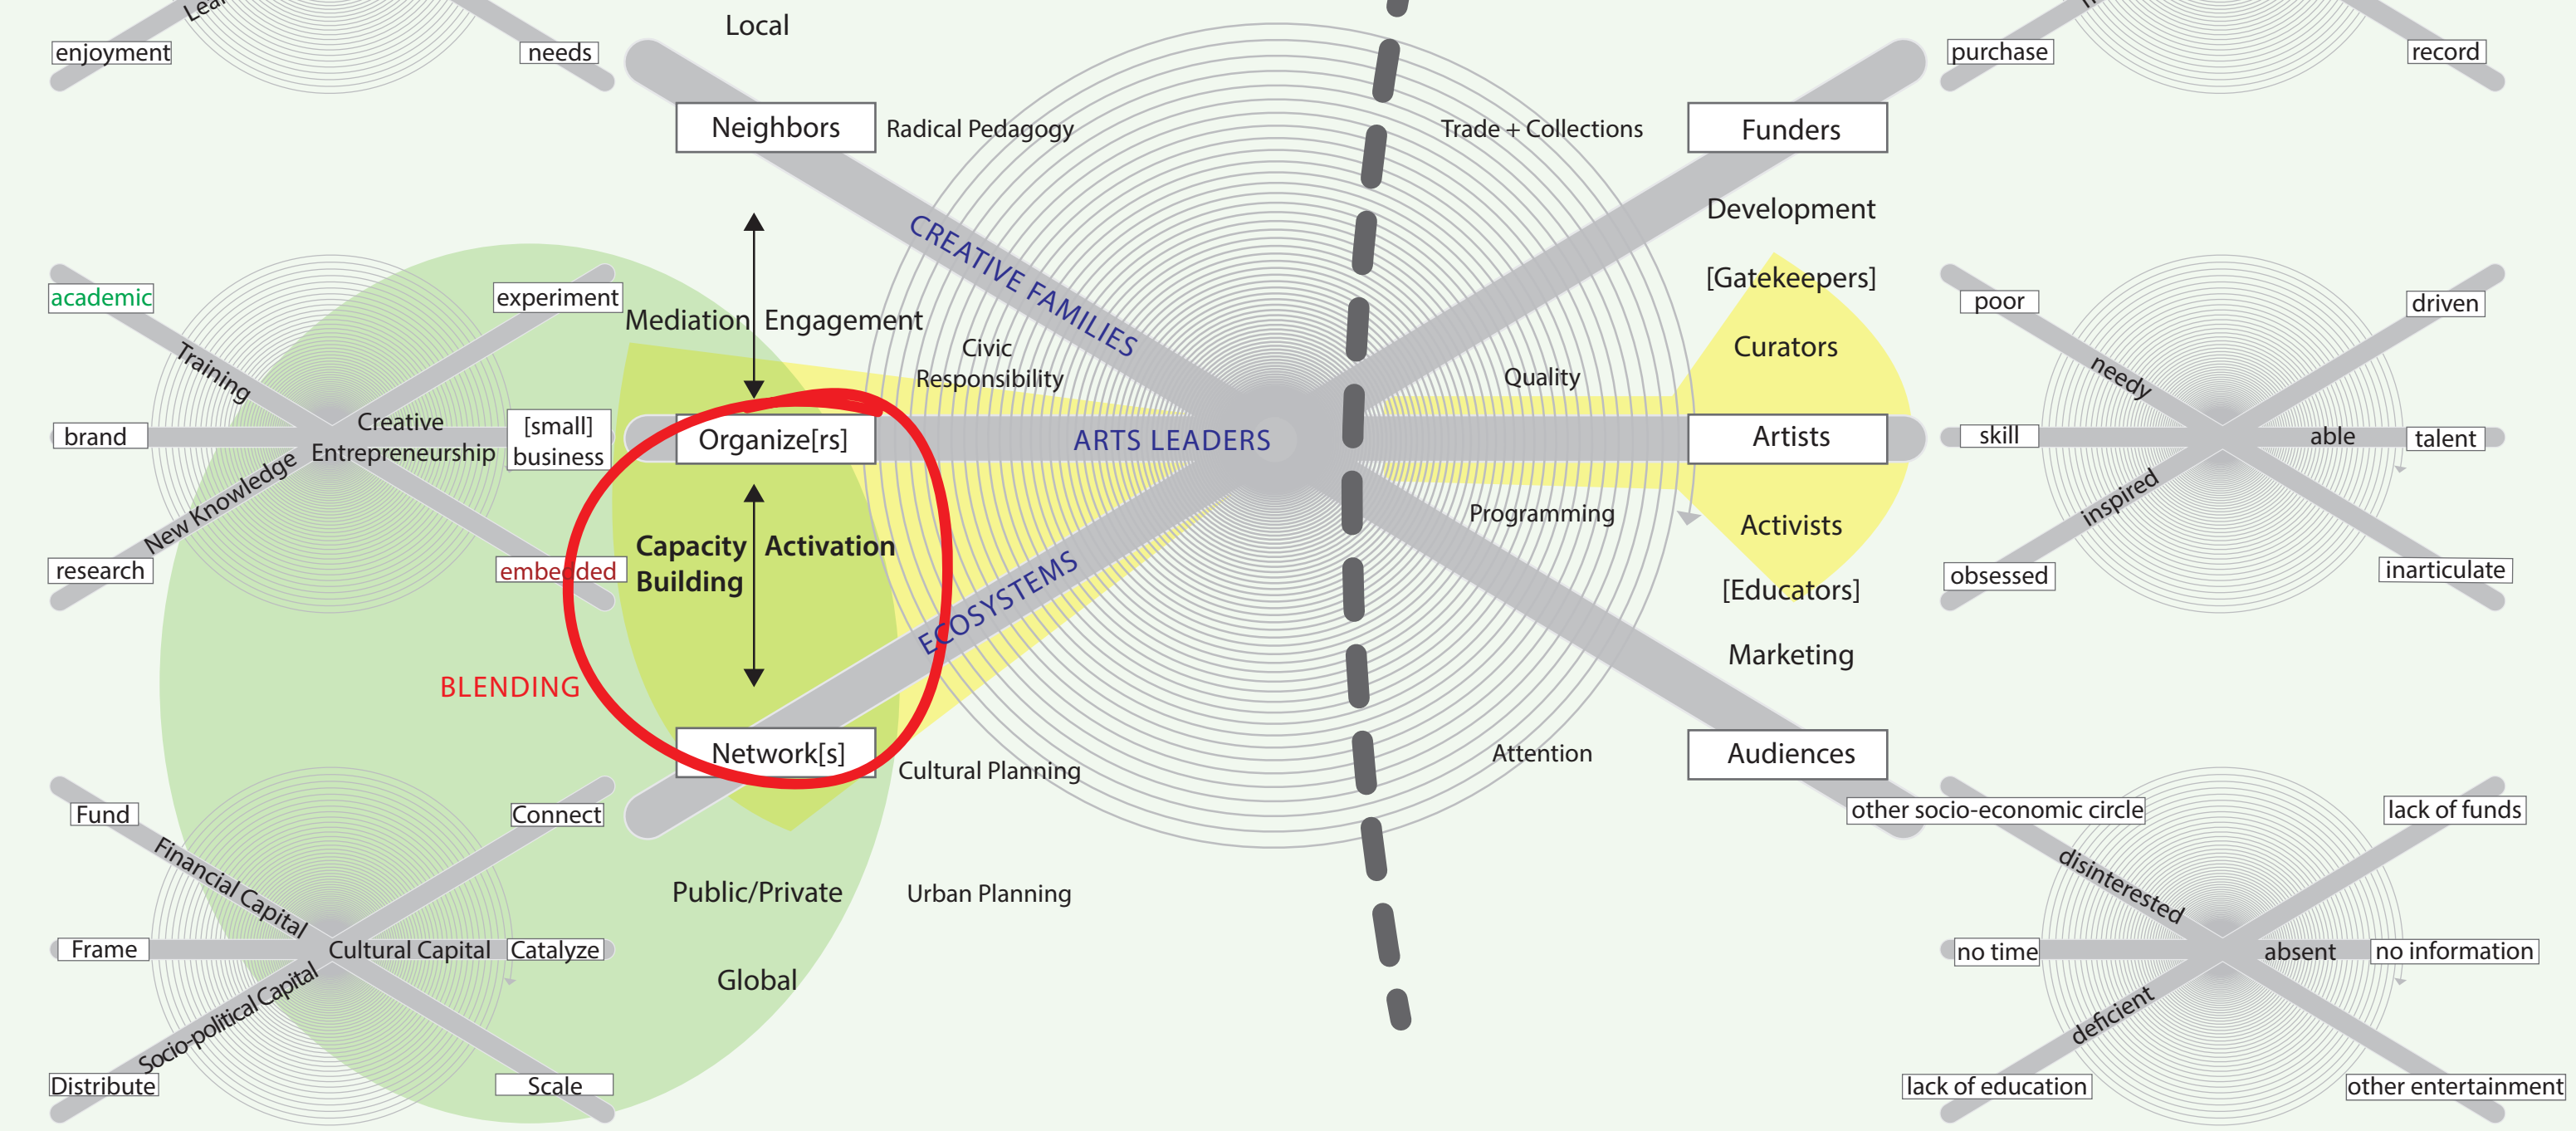 enjoyment
needs
Local
purchase
record
Neighbors
Radical Pedagogy
Trade + Collections
Funders
Development
[Gatekeepers]
CREATIVE FAMILIES
Mediation
Engagement
Civic
Responsibility
Quality
Curators
Organize[rs]
ARTS LEADERS
Artists
Capacity
Building
Activation
Programming
Activists
[Educators]
ECOSYSTEMS
Marketing
BLENDING
Network[s]
Cultural Planning
Attention
Audiences
Public/Private
Urban Planning
Global
academic
experiment
Training
brand
Creative
Entrepreneurship
[small]
business
New Knowledge
research
embedded
Fund
Connect
Financial Capital
Frame
Cultural Capital
Catalyze
Socio-political Capital
Distribute
Scale
poor
driven
needy
skill
able
talent
inspired
obsessed
inarticulate
other socio-economic circle
lack of funds
disinterested
no time
absent
no information
deficient
lack of education
other entertainment